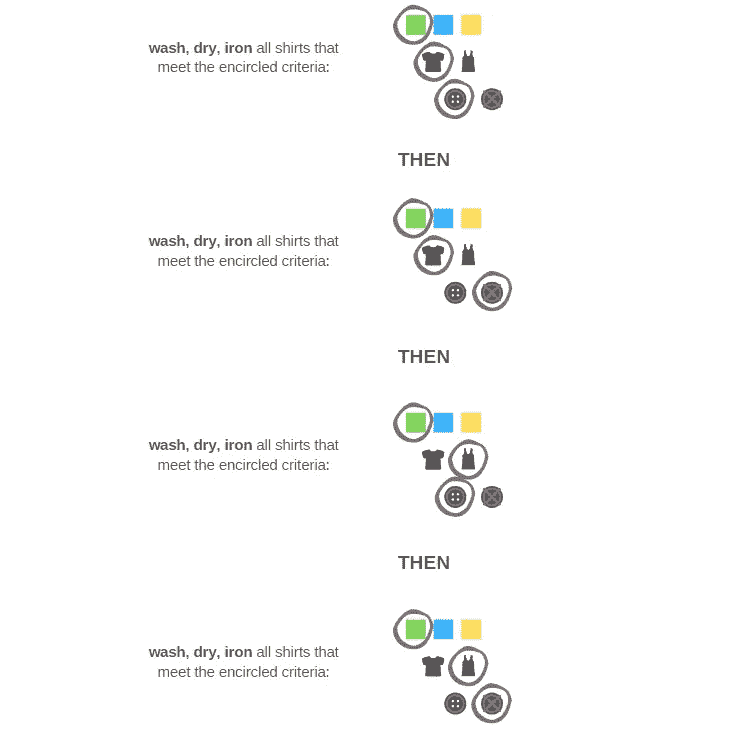 wash, dry, iron all shirts that
meet the encircled criteria:
THEN
wash, dry, iron all shirts that
meet the encircled criteria:
THEN
wash, dry, iron all shirts that
meet the encircled criteria:
THEN
wash, dry, iron all shirts that
meet the encircled criteria: